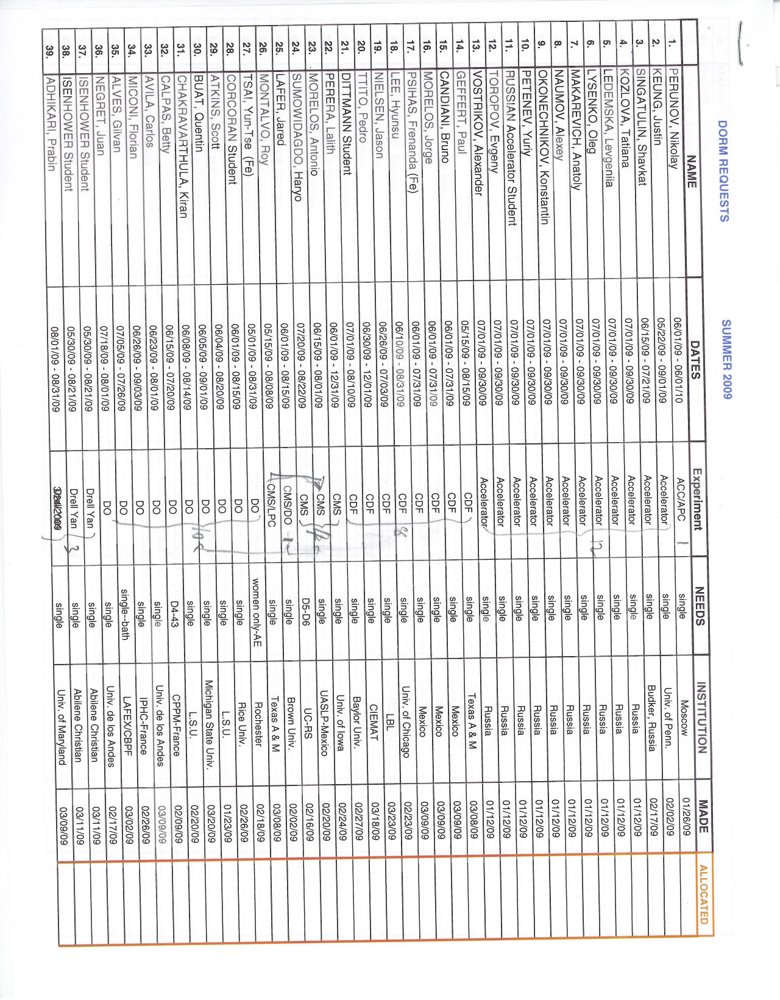 DORM REQUESTS SUMMER 2009
NAME DATES Experiment NEEDS INSTITUTION MADE ALLOCATED
1. PERUNOV, Nikolay 06/01/09 - 06/01/10 ACC/APC 1 single Moscow 01/26/09
2. KEUNG, Justin 05/22/09 - 09/01/09 Accelerator single Univ. of Penn. 02/02/09
3. SINGATULIN, Shavkat 06/15/09 - 07/21/09 Accelerator single Budker, Russia 02/17/09
4. KOZLOVA, Tatiana 07/01/09 - 09/30/09 Accelerator single Russia 01/12/09
5. LEDEMSKA, Levgeniia 07/01/09 - 09/30/09 Accelerator single Russia 01/12/09
6. LYSENKO, Oleg 07/01/09 - 09/30/09 Accelerator 12 single Russia 01/12/09
7. MAKAREVICH, Anatoly 07/01/09 - 09/30/09 Accelerator single Russia 01/12/09
8. NAUMOV, Alexey 07/01/09 - 09/30/09 Accelerator single Russia 01/12/09
9. OKONECHNIKOV, Konstantin 07/01/09 - 09/30/09 Accelerator single Russia 01/12/09
10. PETENEV, Yuriy 07/01/09 - 09/30/09 Accelerator single Russia 01/12/09
11. RUSSIAN Accelerator Student 07/01/09 - 09/30/09 Accelerator single Russia 01/12/09
12. TOROPOV, Evgeny 07/01/09 - 09/30/09 Accelerator single Russia 01/12/09
13. VOSTRIKOV, Alexander 07/01/09 - 09/30/09 Accelerator single Russia 01/12/09
14. GEFFERT, Paul 05/15/09 - 08/15/09 CDF single Texas A & M 03/08/09
15. CANDIANI, Bruno 06/01/09 - 07/31/09 CDF single Mexico 03/09/09
16. MORELOS, Jorge 06/01/09 - 07/31/09 CDF single Mexico 03/09/09
17. PSIHAS, Frenanda (Fe) 06/01/09 - 07/31/09 CDF single Mexico 03/09/09
18. LEE, Hyunsu 06/10/09 - 08/31/09 CDF 8 single Univ. of Chicago 02/23/09
19. NIELSEN, Jason 06/26/09 - 07/03/09 CDF single LBL 03/23/09
20. TTITO, Pedro 06/30/09 - 12/01/09 CDF single CIEMAT 03/18/09
21. DITTMANN Student 07/01/09 - 08/10/09 CDF single Baylor Univ. 02/27/09
22. PERERA, Lalith 06/01/09 - 12/31/09 CMS single Univ. of Iowa 02/24/09
23. MORELOS, Antonio 06/15/09 - 08/01/09 CMS single UASLP-Mexico 02/20/09
24. SUMOWIDAGDO, Haryo 07/20/09 - 08/22/09 CMS D5-D6 UC-RS 02/16/09
25. LAFER, Jared 06/01/09 - 08/15/09 CMS/DO single Brown Univ. 02/02/09
26. MONTALVO, Roy 05/15/09 - 08/08/09 CMS/LPC single Texas A & M 03/08/09
27. TSAI, Yun-Tse (Fe) 05/01/09 - 08/31/09 DO women only-AE Rochester 02/18/09
28. CORCORAN Student 06/01/09 - 08/15/09 DO single Rice Univ. 02/26/09
29. ATKINS, Scott 06/04/09 - 08/20/09 DO single L.S.U. 01/23/09
30. BUAT, Quentin 06/05/09 - 09/01/09 DO single Michigan State Univ. 03/20/09
31. CHAKRAVARTHULA, Kiran 06/08/09 - 08/14/09 DO single L.S.U. 02/20/09
32. CALPAS, Betty 06/15/09 - 07/20/09 DO D4-43 CPPM-France 02/09/09
33. AVILA, Carlos 06/23/09 - 08/01/09 DO single Univ. de los Andes 03/09/09
34. MICONI, Florian 06/26/09 - 09/03/09 DO single IPHC-France 02/26/09
35. ALVES, Gilvan 07/05/09 - 07/26/09 DO single--bath LAFEX/CBPF 03/02/09
36. NEGRET, Juan 07/18/09 - 08/01/09 DO single Univ. de los Andes 02/17/09
37. ISENHOWER Student 05/30/09 - 08/21/09 Drell Yan single Abilene Christian 03/11/09
38. ISENHOWER Student 05/30/09 - 08/21/09 Drell Yan 3 single Abilene Christian 03/11/09
39. ADHIKARI, Prabin 08/01/09 - 08/31/09 single Univ. of Maryland 03/09/09